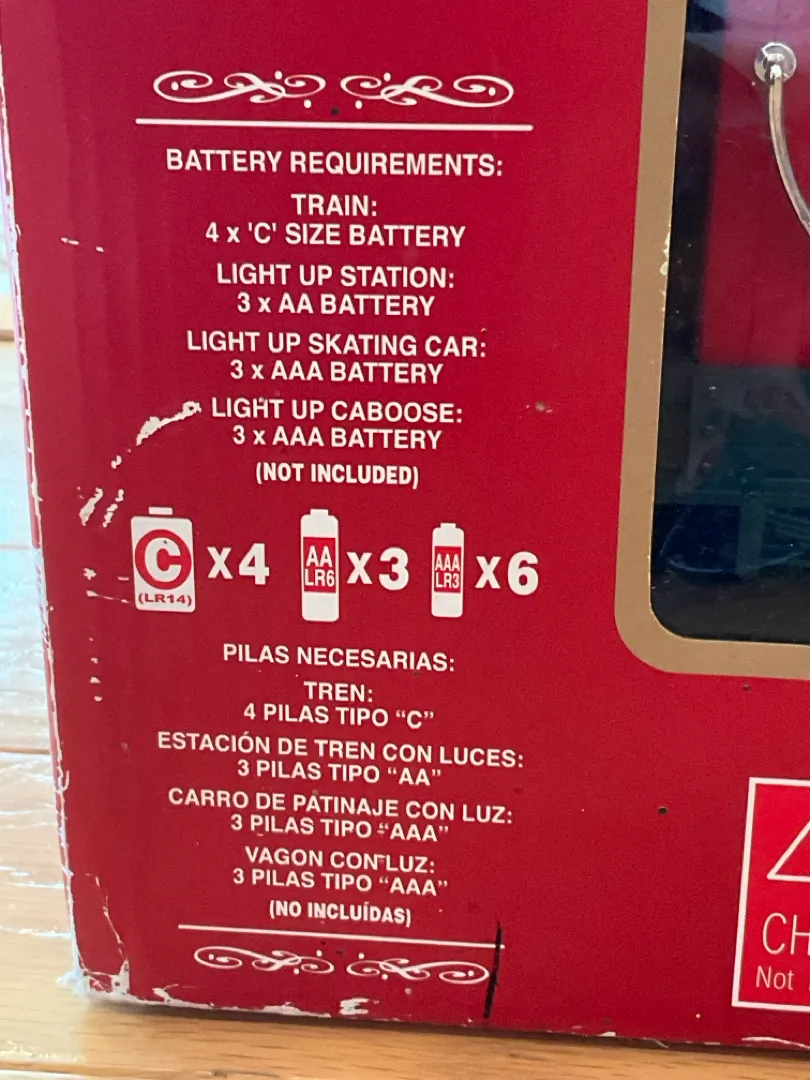 BATTERY REQUIREMENTS:
TRAIN:
4 x 'C' SIZE BATTERY
LIGHT UP STATION:
3 x AA BATTERY
LIGHT UP SKATING CAR:
3 x AAA BATTERY
LIGHT UP CABOOSE:
3 x AAA BATTERY
(NOT INCLUDED)
C (LR14) X4 AA LR6 X3 AAA LR3 X6
PILAS NECESARIAS:
TREN:
4 PILAS TIPO “C”
ESTACIÓN DE TREN CON LUCES:
3 PILAS TIPO “AA”
CARRO DE PATINAJE CON LUZ:
3 PILAS TIPO “AAA”
VAGON CON LUZ:
3 PILAS TIPO “AAA”
(NO INCLUÍDAS)
CH
Not